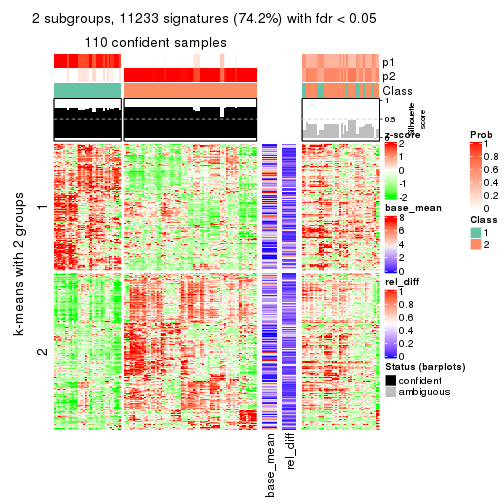 2 subgroups, 11233 signatures (74.2%) with fdr < 0.05
110 confident samples
p1
p2
Class
1
0.5
0
Silhouette
score
z-score
2
1
0
-1
-2
base_mean
8
6
4
2
0
rel_diff
1
0.8
0.6
0.4
0.2
0
Status (barplots)
confident
ambiguous
Prob
1
0.8
0.6
0.4
0.2
0
Class
1
2
k-means with 2 groups
1
2
base_mean
rel_diff